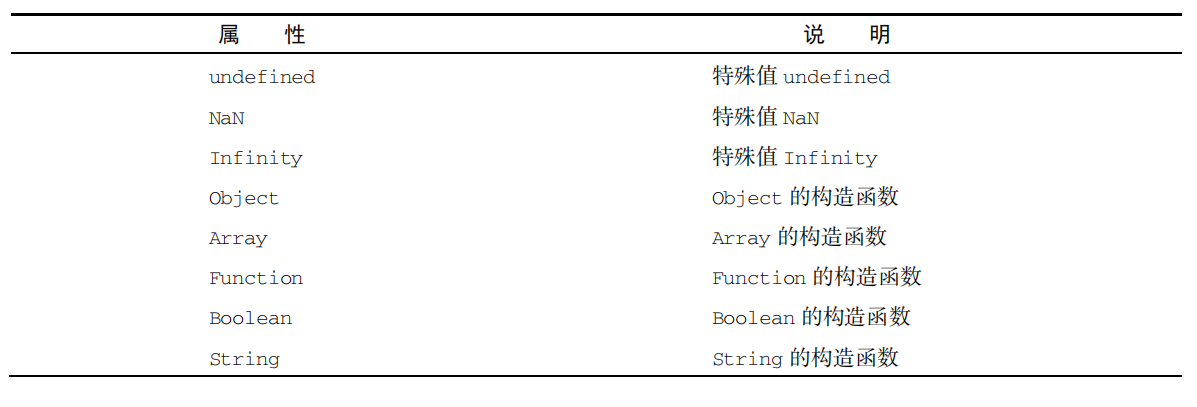 属 性 说 明
undefined 特殊值 undefined
NaN 特殊值 NaN
Infinity 特殊值 Infinity
Object Object 的构造函数
Array Array 的构造函数
Function Function 的构造函数
Boolean Boolean 的构造函数
String String 的构造函数